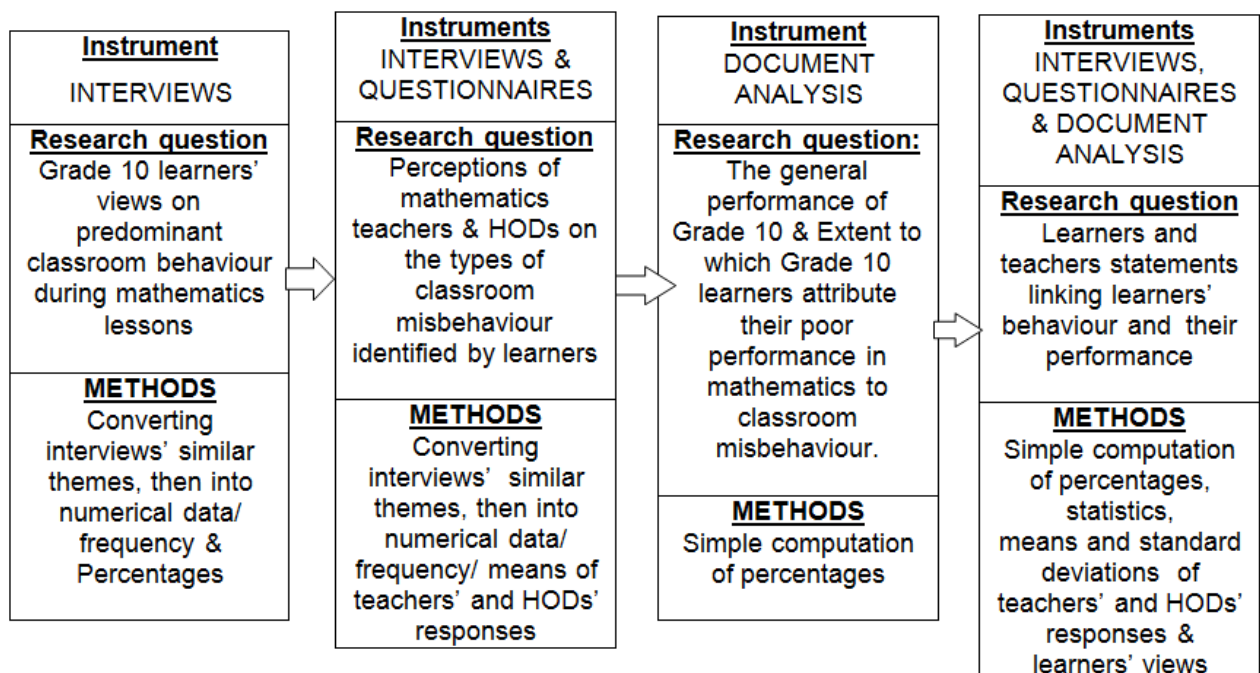 Instrument
INTERVIEWS
Research question
Grade 10 learners’
views on
predominant
classroom behaviour
during mathematics
lessons
METHODS
Converting
interviews’ similar
themes, then into
numerical data/
frequency &
Percentages
Instruments
INTERVIEWS &
QUESTIONNAIRES
Research question
Perceptions of
mathematics
teachers & HODs on
the types of
classroom
misbehaviour
identified by learners
METHODS
Converting
interviews’ similar
themes, then into
numerical data/
frequency/ means of
teachers’ and HODs’
responses
Instrument
DOCUMENT
ANALYSIS
Research question:
The general
performance of
Grade 10 & Extent to
which Grade 10
learners attribute
their poor
performance in
mathematics to
classroom
misbehaviour.
METHODS
Simple computation
of percentages
Instruments
INTERVIEWS,
QUESTIONNAIRES
& DOCUMENT
ANALYSIS
Research question
Learners and
teachers statements
linking learners’
behaviour and their
performance
METHODS
Simple computation
of percentages,
statistics,
means and standard
deviations of
teachers’ and HODs’
responses &
learners’ views